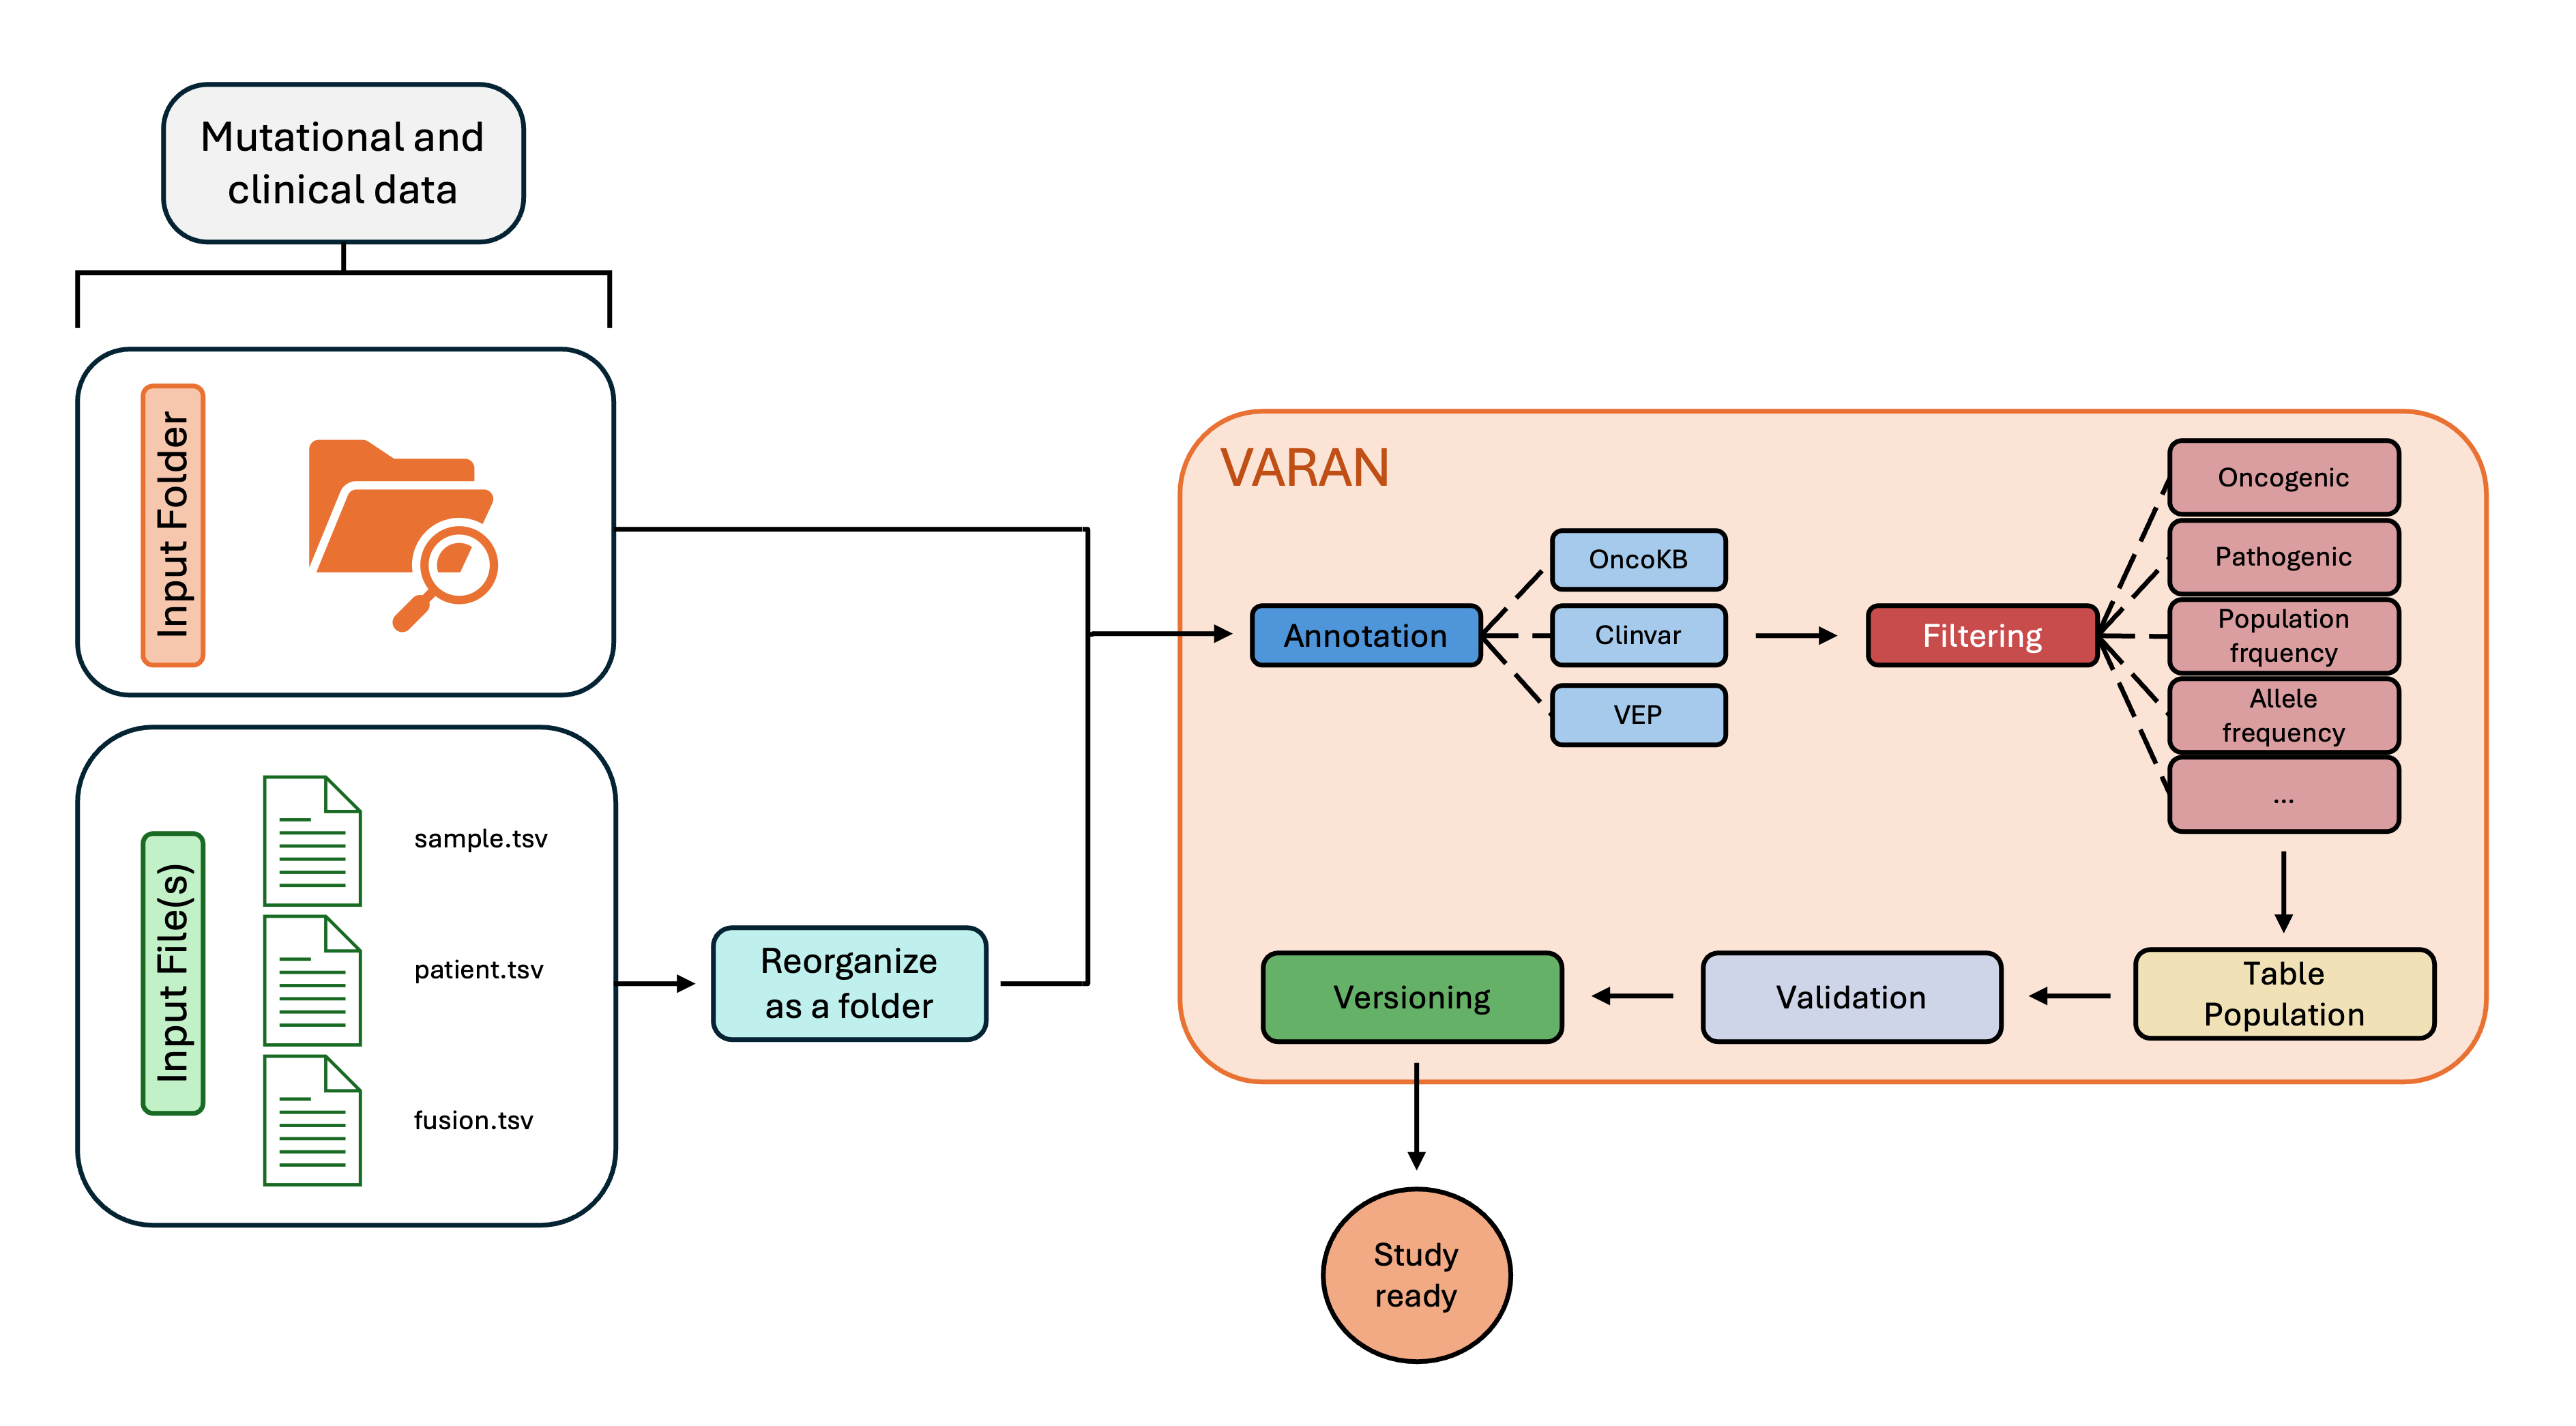 Mutational and
clinical data
Input Folder
Input File(s)
sample.tsv
patient.tsv
fusion.tsv
Reorganize
as a folder
VARAN
Annotation
OncoKB
Clinvar
VEP
Filtering
Oncogenic
Pathogenic
Population
frquency
Allele
frequency
...
Table
Population
Validation
Versioning
Study
ready